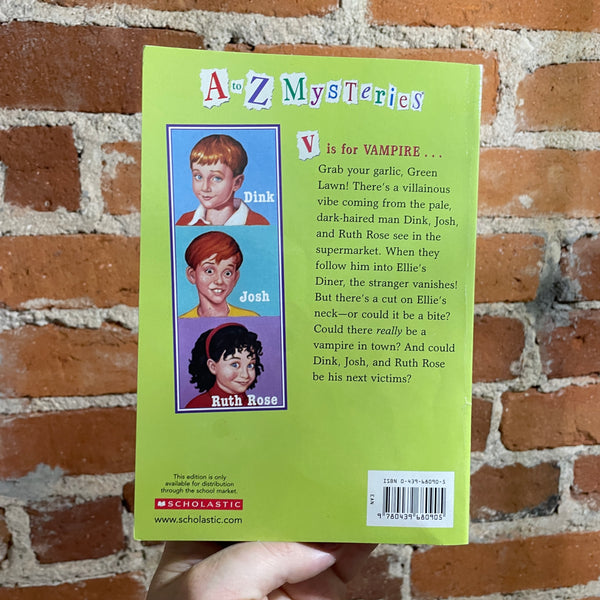 A to Z MysTeries
Dink
Josh
Ruth Rose
V is for VAMPIRE . . .
Grab your garlic, Green
Lawn! There's a villainous
vibe coming from the pale,
dark-haired man Dink, Josh,
and Ruth Rose see in the
supermarket. When they
follow him into Ellie's
Diner, the stranger vanishes!
But there's a cut on Ellie's
neck—or could it be a bite?
Could there really be a
vampire in town? And could
Dink, Josh, and Ruth Rose
be his next victims?
This edition is only
available for distribution
through the school market.
SCHOLASTIC
www.scholastic.com
ISBN 0-439-68090-5
EAN
9 780439 680905